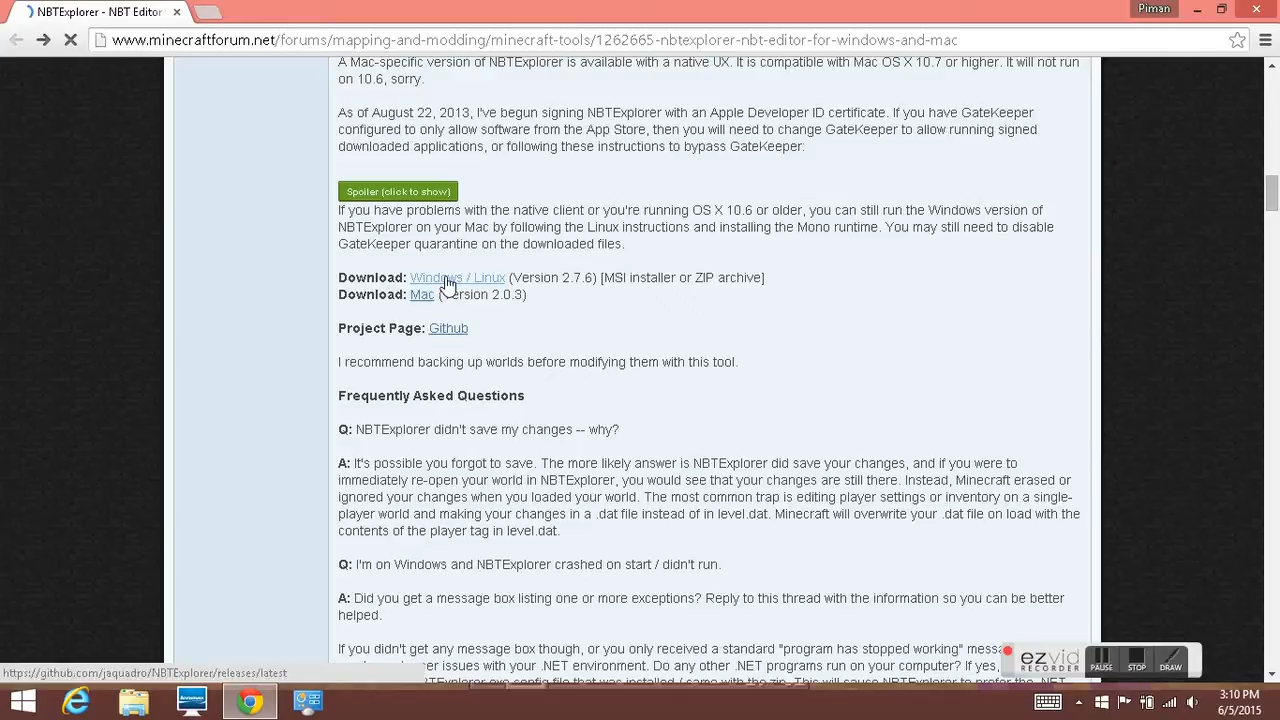 NBTExplorer - NBT Editor
Piman
www.minecraftforum.net/forums/mapping-and-modding/minecraft-tools/1262665-nbtexplorer-nbt-editor-for-windows-and-mac
A Mac-specific version of NBTExplorer is available with a native UX. It is compatible with Mac OS X 10.7 or higher. It will not run
on 10.6, sorry.
As of August 22, 2013, I've begun signing NBTExplorer with an Apple Developer ID certificate. If you have GateKeeper
configured to only allow software from the App Store, then you will need to change GateKeeper to allow running signed
downloaded applications, or following these instructions to bypass GateKeeper:
Spoiler (click to show)
If you have problems with the native client or you're running OS X 10.6 or older, you can still run the Windows version of
NBTExplorer on your Mac by following the Linux instructions and installing the Mono runtime. You may still need to disable
GateKeeper quarantine on the downloaded files.
Download: Windows / Linux (Version 2.7.6) [MSI installer or ZIP archive]
Download: Mac (Version 2.0.3)
Project Page: Github
I recommend backing up worlds before modifying them with this tool.
Frequently Asked Questions
Q: NBTExplorer didn't save my changes -- why?
A: It's possible you forgot to save. The more likely answer is NBTExplorer did save your changes, and if you were to
immediately re-open your world in NBTExplorer, you would see that your changes are still there. Instead, Minecraft erased or
ignored your changes when you loaded your world. The most common trap is editing player settings or inventory on a single-
player world and making your changes in a .dat file instead of in level.dat. Minecraft will overwrite your .dat file on load with the
contents of the player tag in level.dat.
Q: I'm on Windows and NBTExplorer crashed on start / didn't run.
A: Did you get a message box listing one or more exceptions? Reply to this thread with the information so you can be better
helped.
If you didn't get any message box though, or you only received a standard "program has stopped working"
issues with your .NET environment. Do any other .NET programs run on your computer? If yes,
https://github.com/jaquadro/NBTExplorer/releases/latest
ezvid
RECORDER
PAUSE
STOP
DRAW
3:10 PM
6/5/2015